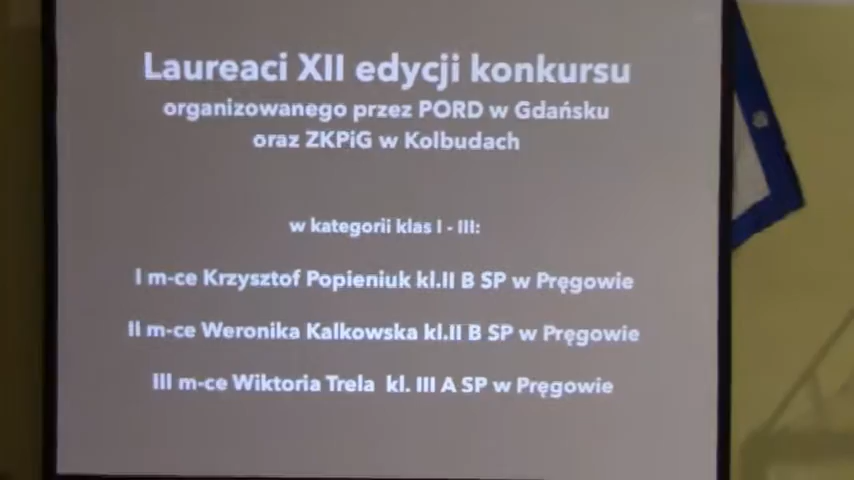 Laureaci XII edycji konkursu
organizowanego przez PORD w Gdańsku
oraz ZKPiG w Kolbudach
w kategorii klas I - III:
I m-ce Krzysztof Popieniuk kl.II B SP w Pręgowie
II m-ce Weronika Kalkowska kl.II B SP w Pręgowie
III m-ce Wiktoria Trela kl. III A SP w Pręgowie